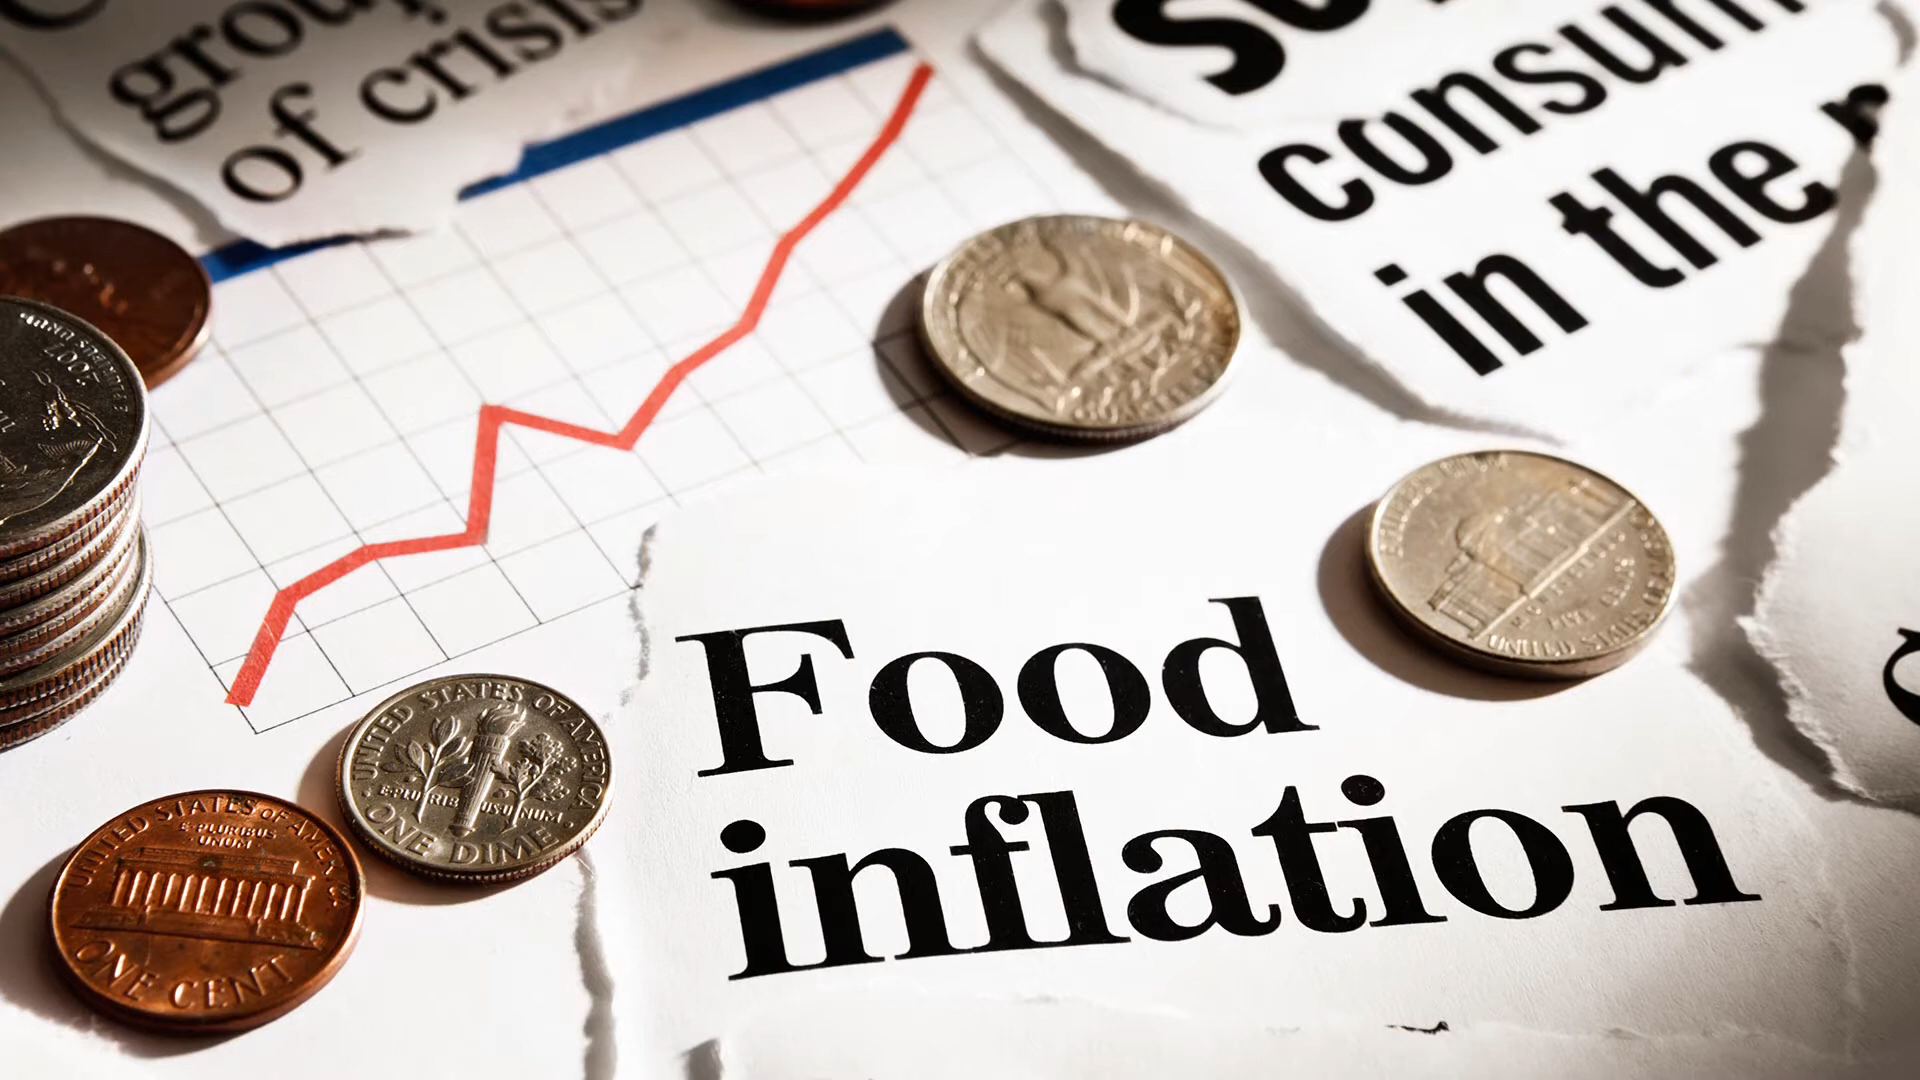 of crisis
consum
in the
Food
inflation
2007
UNITED STATES OF AMERICA
E PLURIBUS UNUM
ONE DIME
UNITED STATES OF AMERICA
E PLURIBUS
UNUM
ONE CENT